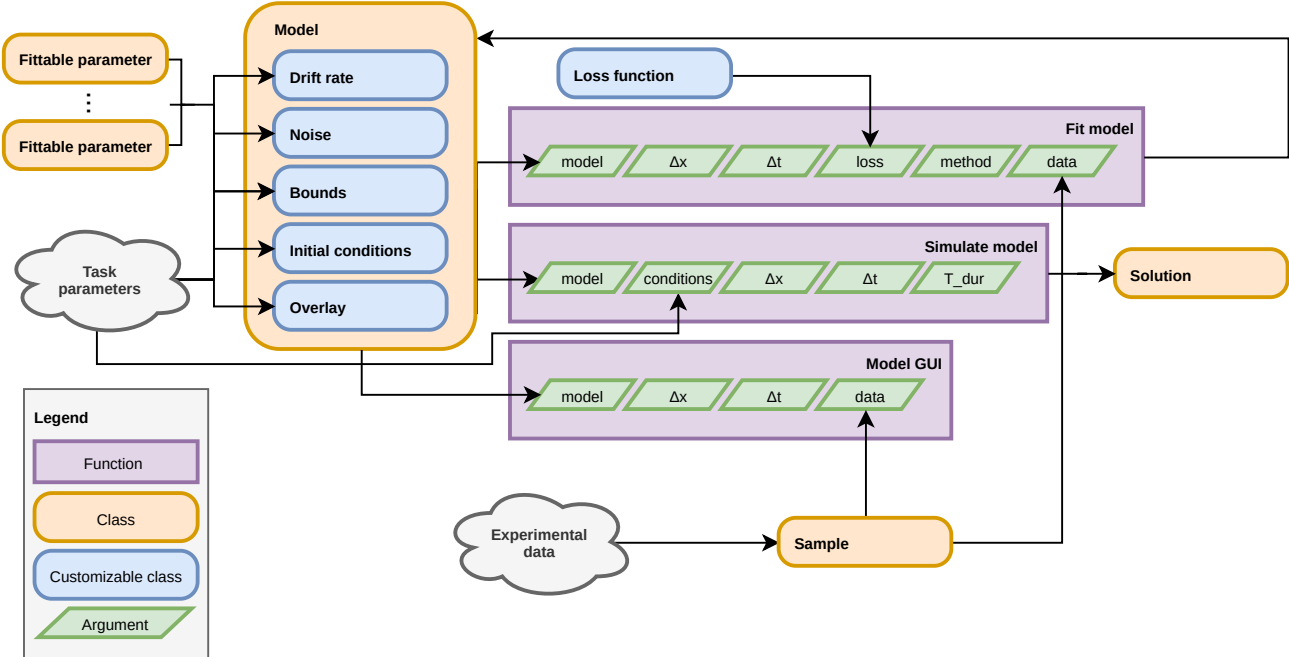 Model
Fittable parameter
⋮
Fittable parameter
Drift rate
Noise
Bounds
Initial conditions
Overlay
Task
parameters
Loss function
Fit model
model Δx Δt loss method data
Simulate model
model conditions Δx Δt T_dur
Solution
Model GUI
model Δx Δt data
Experimental
data
Sample
Legend
Function
Class
Customizable class
Argument